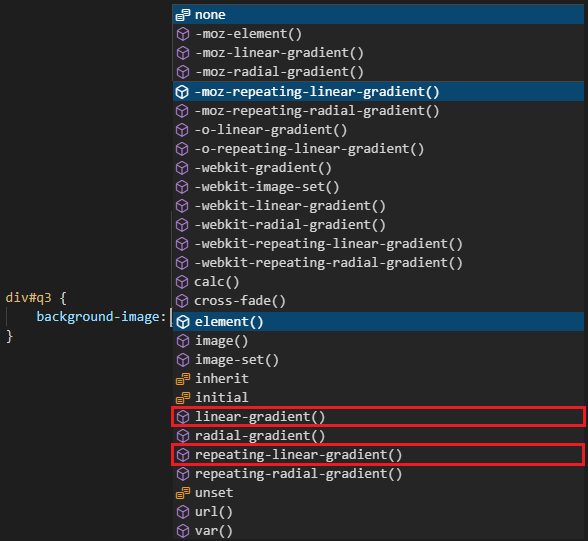 none
-moz-element()
-moz-linear-gradient()
-moz-radial-gradient()
-moz-repeating-linear-gradient()
-moz-repeating-radial-gradient()
-o-linear-gradient()
-o-repeating-linear-gradient()
-webkit-gradient()
-webkit-image-set()
-webkit-linear-gradient()
-webkit-radial-gradient()
-webkit-repeating-linear-gradient()
-webkit-repeating-radial-gradient()
calc()
cross-fade()
div#q3 {
background-image:
}
element()
image()
image-set()
inherit
initial
linear-gradient()
radial-gradient()
repeating-linear-gradient()
repeating-radial-gradient()
unset
url()
var()